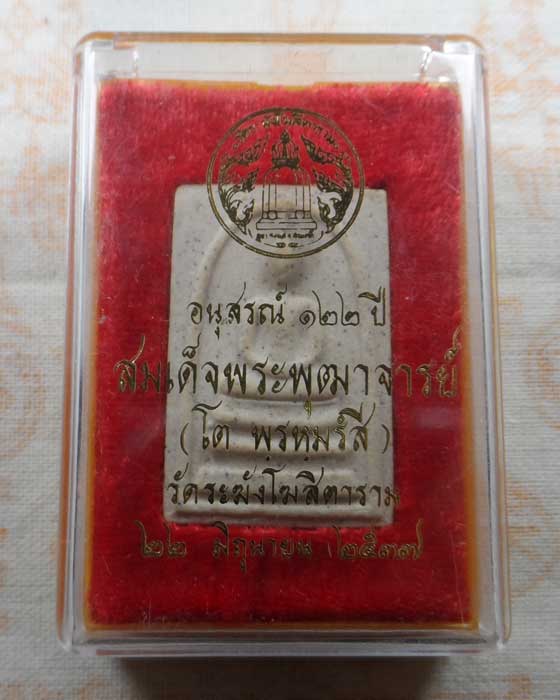 อนุสรณ์ ๑๒๒ ปี
สมเด็จพระพุฒาจารย์
(โต พฺรหฺมรํสี)
วัดระฆังโฆสิตาราม
๒๒ มิถุนายน ๒๕๓๗